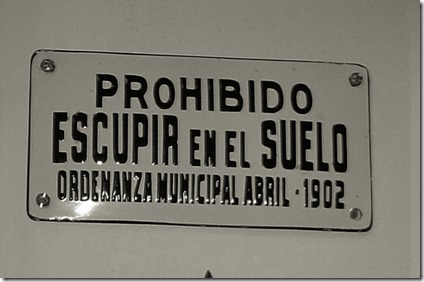 PROHIBIDO
ESCUPIR EN EL SUELO
ORDENANZA MUNICIPAL ABRIL - 1902